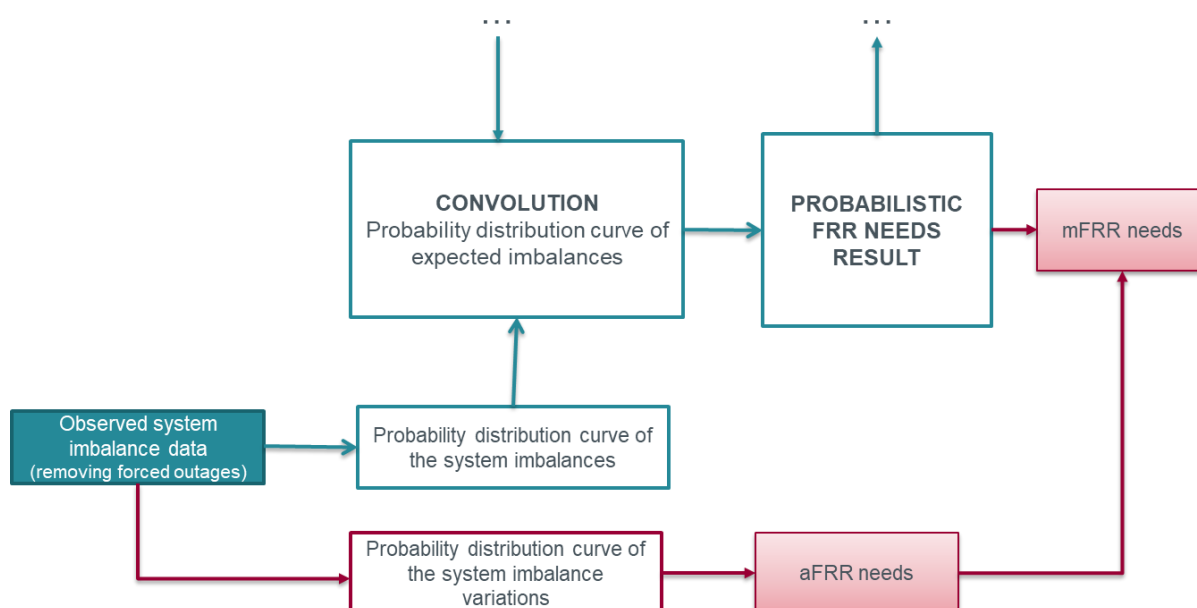 ...
...
CONVOLUTION
Probability distribution curve of
expected imbalances
PROBABILISTIC
FRR NEEDS
RESULT
mFRR needs
Observed system
imbalance data
(removing forced outages)
Probability distribution curve of
the system imbalances
Probability distribution curve of
the system imbalance
variations
aFRR needs